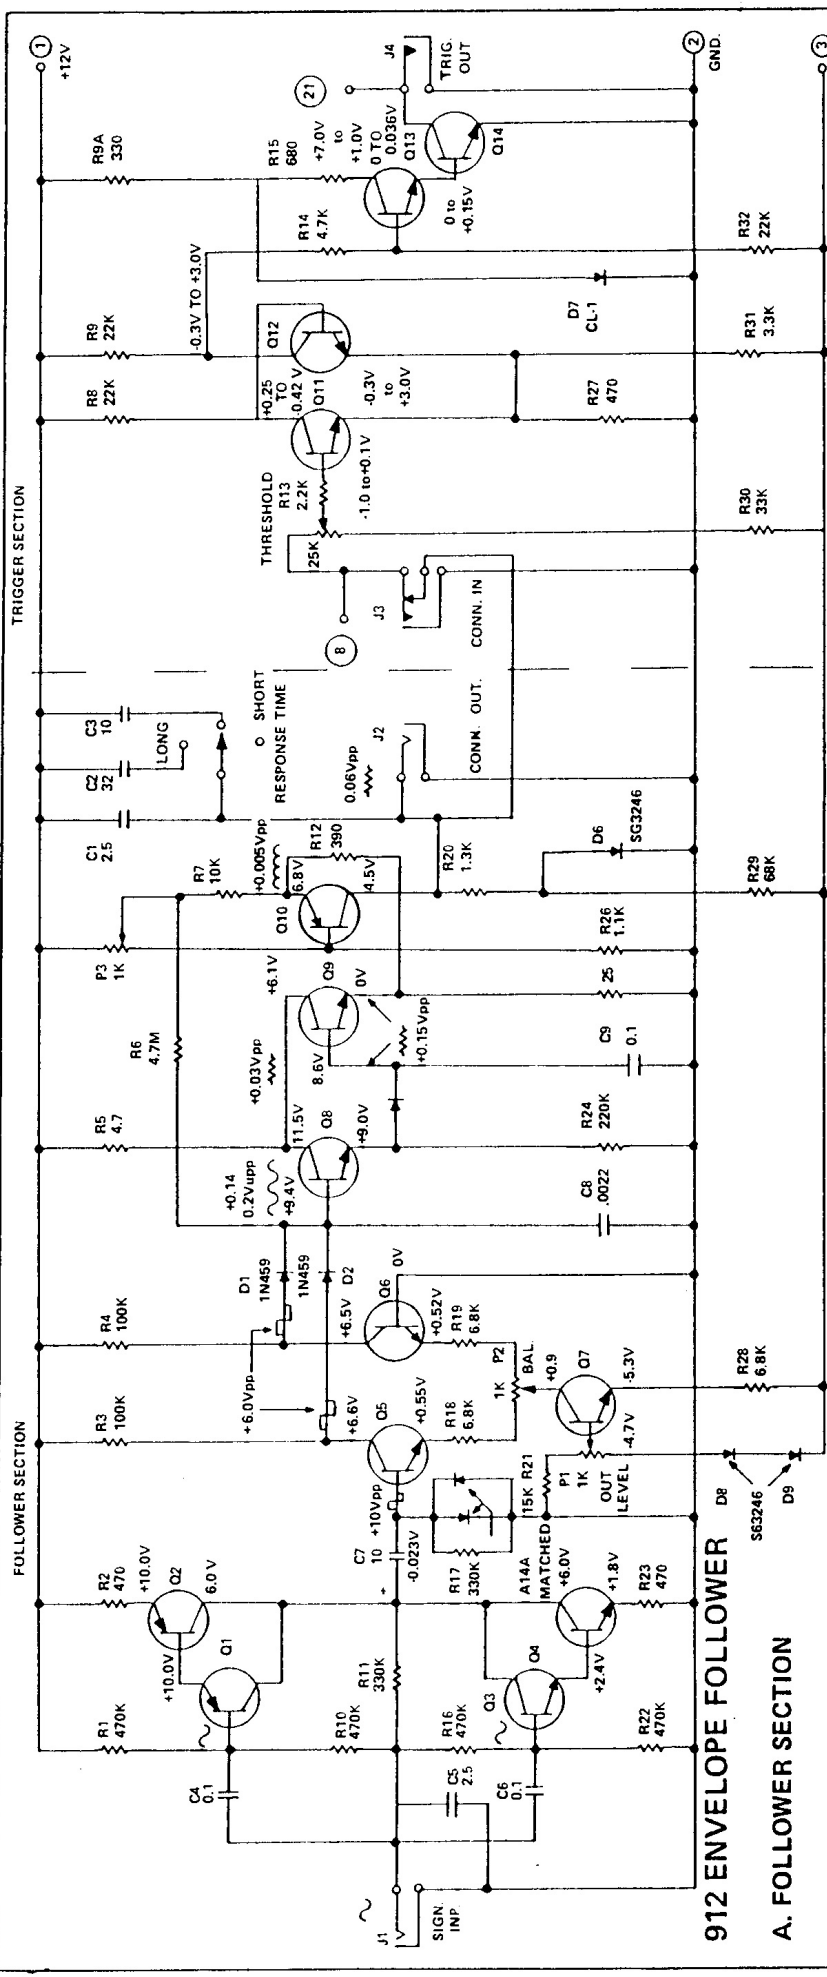 FOLLOWER SECTION
TRIGGER SECTION
1
+12V
R1
470K
R2
470
+10.0V
Q2
6.0 V
+10.0V
Q1
C4
0.1
R10
470K
R11
330K
J1
SIGN.
INP.
C5
2.5
C6
0.1
R16
470K
Q3
Q4
+2.4V
R22
470K
R23
470
+1.8V
+6.0V
A14A
MATCHED
R17
330K
C7
10
-0.023V
+
+10Vpp
Q5
+0.55V
R18
6.8K
R3
100K
R4
100K
+6.0Vpp
+6.6V
+6.5V
D1
1N459
1N459
D2
Q6
0V
+0.52V
R19
6.8K
P2
1K
BAL.
+0.9
Q7
-5.3V
-4.7V
15K
R21
P1
1K
OUT
LEVEL
R28
6.8K
D8
S63246
D9
R5
4.7
R6
4.7M
+0.14
0.2Vupp
+9.4V
11.5V
Q8
+9.0V
+0.03Vpp
R24
220K
C8
.0022
C9
0.1
8.6V
+6.1V
Q9
0V
+0.15Vpp
25
P3
1K
R7
10K
+0.005Vpp
6.8V
Q10
4.5V
R12
390
R26
1.1K
R20
1.3K
R29
68K
D6
SG3246
C1
2.5
C2
32
C3
10
LONG
SHORT
RESPONSE TIME
0.06Vpp
J2
CONN. OUT.
J3
CONN. IN
8
THRESHOLD
25K
R13
2.2K
-1.0 to+0.1V
R30
33K
R8
22K
R9
22K
+0.25
TO
-0.42 V
Q11
Q12
-0.3V TO +3.0V
-0.3V
to
+3.0V
R27
470
R31
3.3K
D7
CL-1
R9A
330
R14
4.7K
R15
680
+7.0V
to
+1.0V
0 TO
0.036V
Q13
0 to
+0.15V
Q14
R32
22K
21
J4
TRIG.
OUT
2
GND.
3
912 ENVELOPE FOLLOWER
A. FOLLOWER SECTION